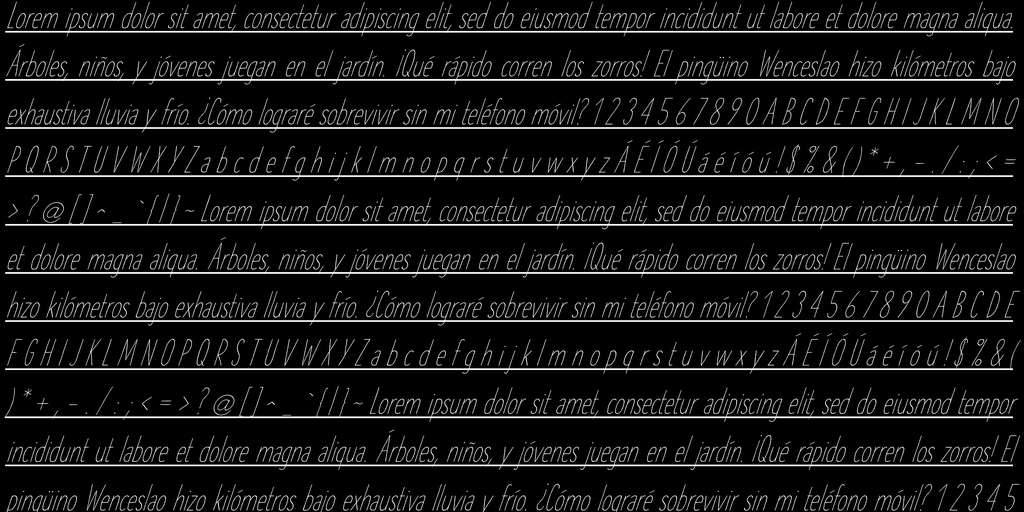 Lorem ipsum dolor sit amet, consectetur adipiscing elit, sed do eiusmod tempor incididunt ut labore et dolore magna aliqua.
Árboles, niños, y jóvenes juegan en el jardín. ¡Qué rápido corren los zorros! El pingüino Wenceslao hizo kilómetros bajo
exhaustiva lluvia y frío. ¿Cómo lograré sobrevivir sin mi teléfono móvil? 1 2 3 4 5 6 7 8 9 0 A B C D E F G H I J K L M N O
P Q R S T U V W X Y Z a b c d e f g h i j k l m n o p q r s t u v w x y z Á É Í Ó Ú á é í ó ú ! $ % & ( ) * + , - . / : ; < =
> ? @ [ ] ^ _ ` { | } ~ Lorem ipsum dolor sit amet, consectetur adipiscing elit, sed do eiusmod tempor incididunt ut labore
et dolore magna aliqua. Árboles, niños, y jóvenes juegan en el jardín. ¡Qué rápido corren los zorros! El pingüino Wenceslao
hizo kilómetros bajo exhaustiva lluvia y frío. ¿Cómo lograré sobrevivir sin mi teléfono móvil? 1 2 3 4 5 6 7 8 9 0 A B C D E
F G H I J K L M N O P Q R S T U V W X Y Z a b c d e f g h i j k l m n o p q r s t u v w x y z Á É Í Ó Ú á é í ó ú ! $ % & (
) * + , - . / : ; < = > ? @ [ ] ^ _ ` { | } ~ Lorem ipsum dolor sit amet, consectetur adipiscing elit, sed do eiusmod tempor
incididunt ut labore et dolore magna aliqua. Árboles, niños, y jóvenes juegan en el jardín. ¡Qué rápido corren los zorros! El
pingüino Wenceslao hizo kilómetros bajo exhaustiva lluvia y frío. ¿Cómo lograré sobrevivir sin mi teléfono móvil? 1 2 3 4 5